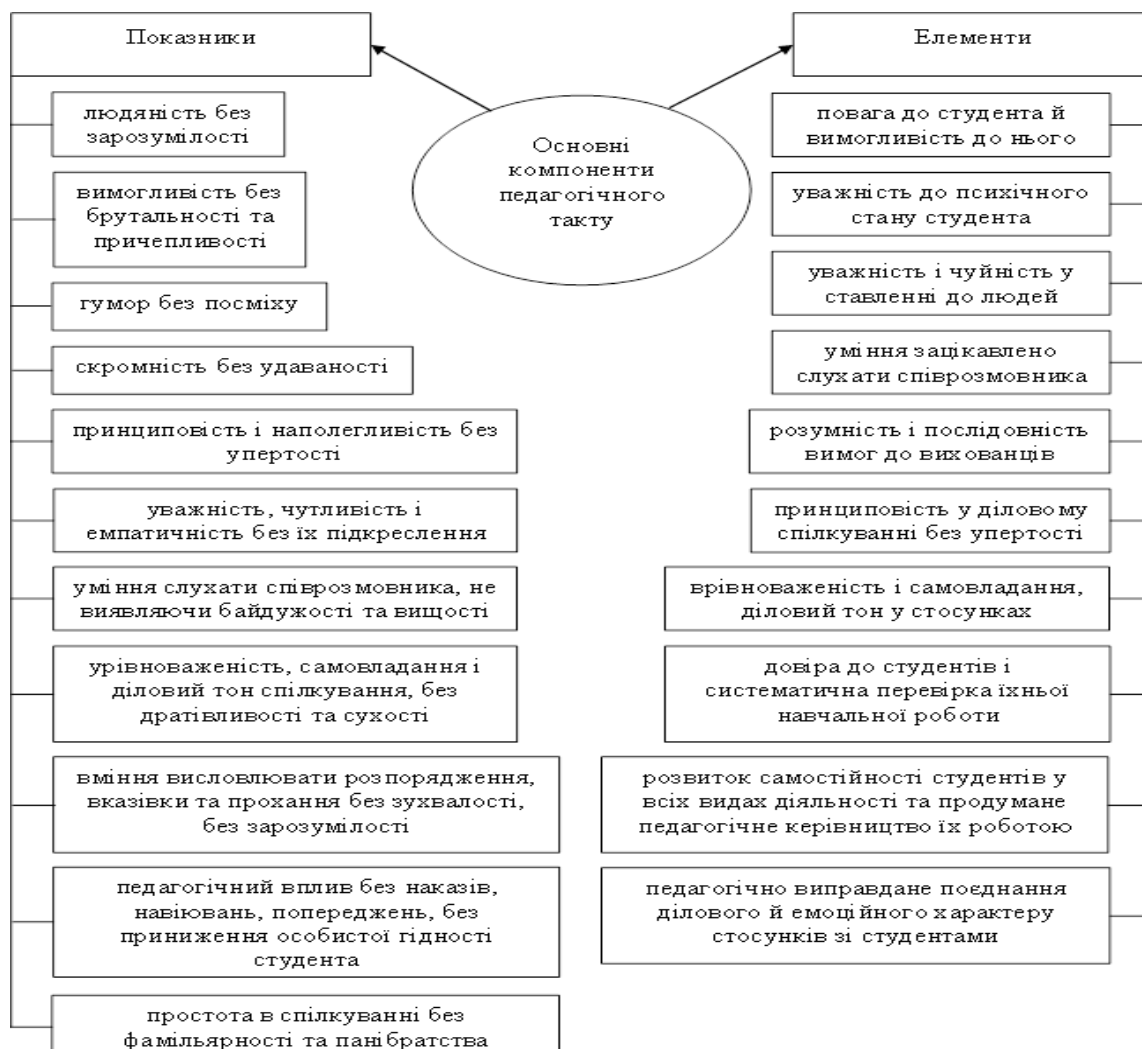 Показники
людяність без
зарозумілості
вимогливість без
брутальності та
причепливості
гумор без посміху
скромність без удаваності
принциповість і наполегливість без
упертості
уважність, чутливість і
емпатичність без їх підкреслення
уміння слухати співрозмовника, не
виявляючи байдужості та вищості
урівноваженість, самовладання і
діловий тон спілкування, без
дратівливості та сухості
вміння висловлювати розпорядження,
вказівки та прохання без зухвалості,
без зарозумілості
педагогічний вплив без наказів,
навіювань, попереджень, без
приниження особистої гідності
студента
простота в спілкуванні без
фамільярності та панібратства
Основні
компоненти
педагогічного
такту
Елементи
повага до студента й
вимогливість до нього
уважність до психічного
стану студента
уважність і чуйність у
ставленні до людей
уміння зацікавлено
слухати співрозмовника
розумність і послідовність
вимог до вихованців
принциповість у діловому
спілкуванні без упертості
врівноваженість і самовладання,
діловий тон у стосунках
довіра до студентів і
систематична перевірка їхньої
навчальної роботи
розвиток самостійності студентів у
всіх видах діяльності та продумане
педагогічне керівництво їх роботою
педагогічно виправдане поєднання
ділового й емоційного характеру
стосунків зі студентами